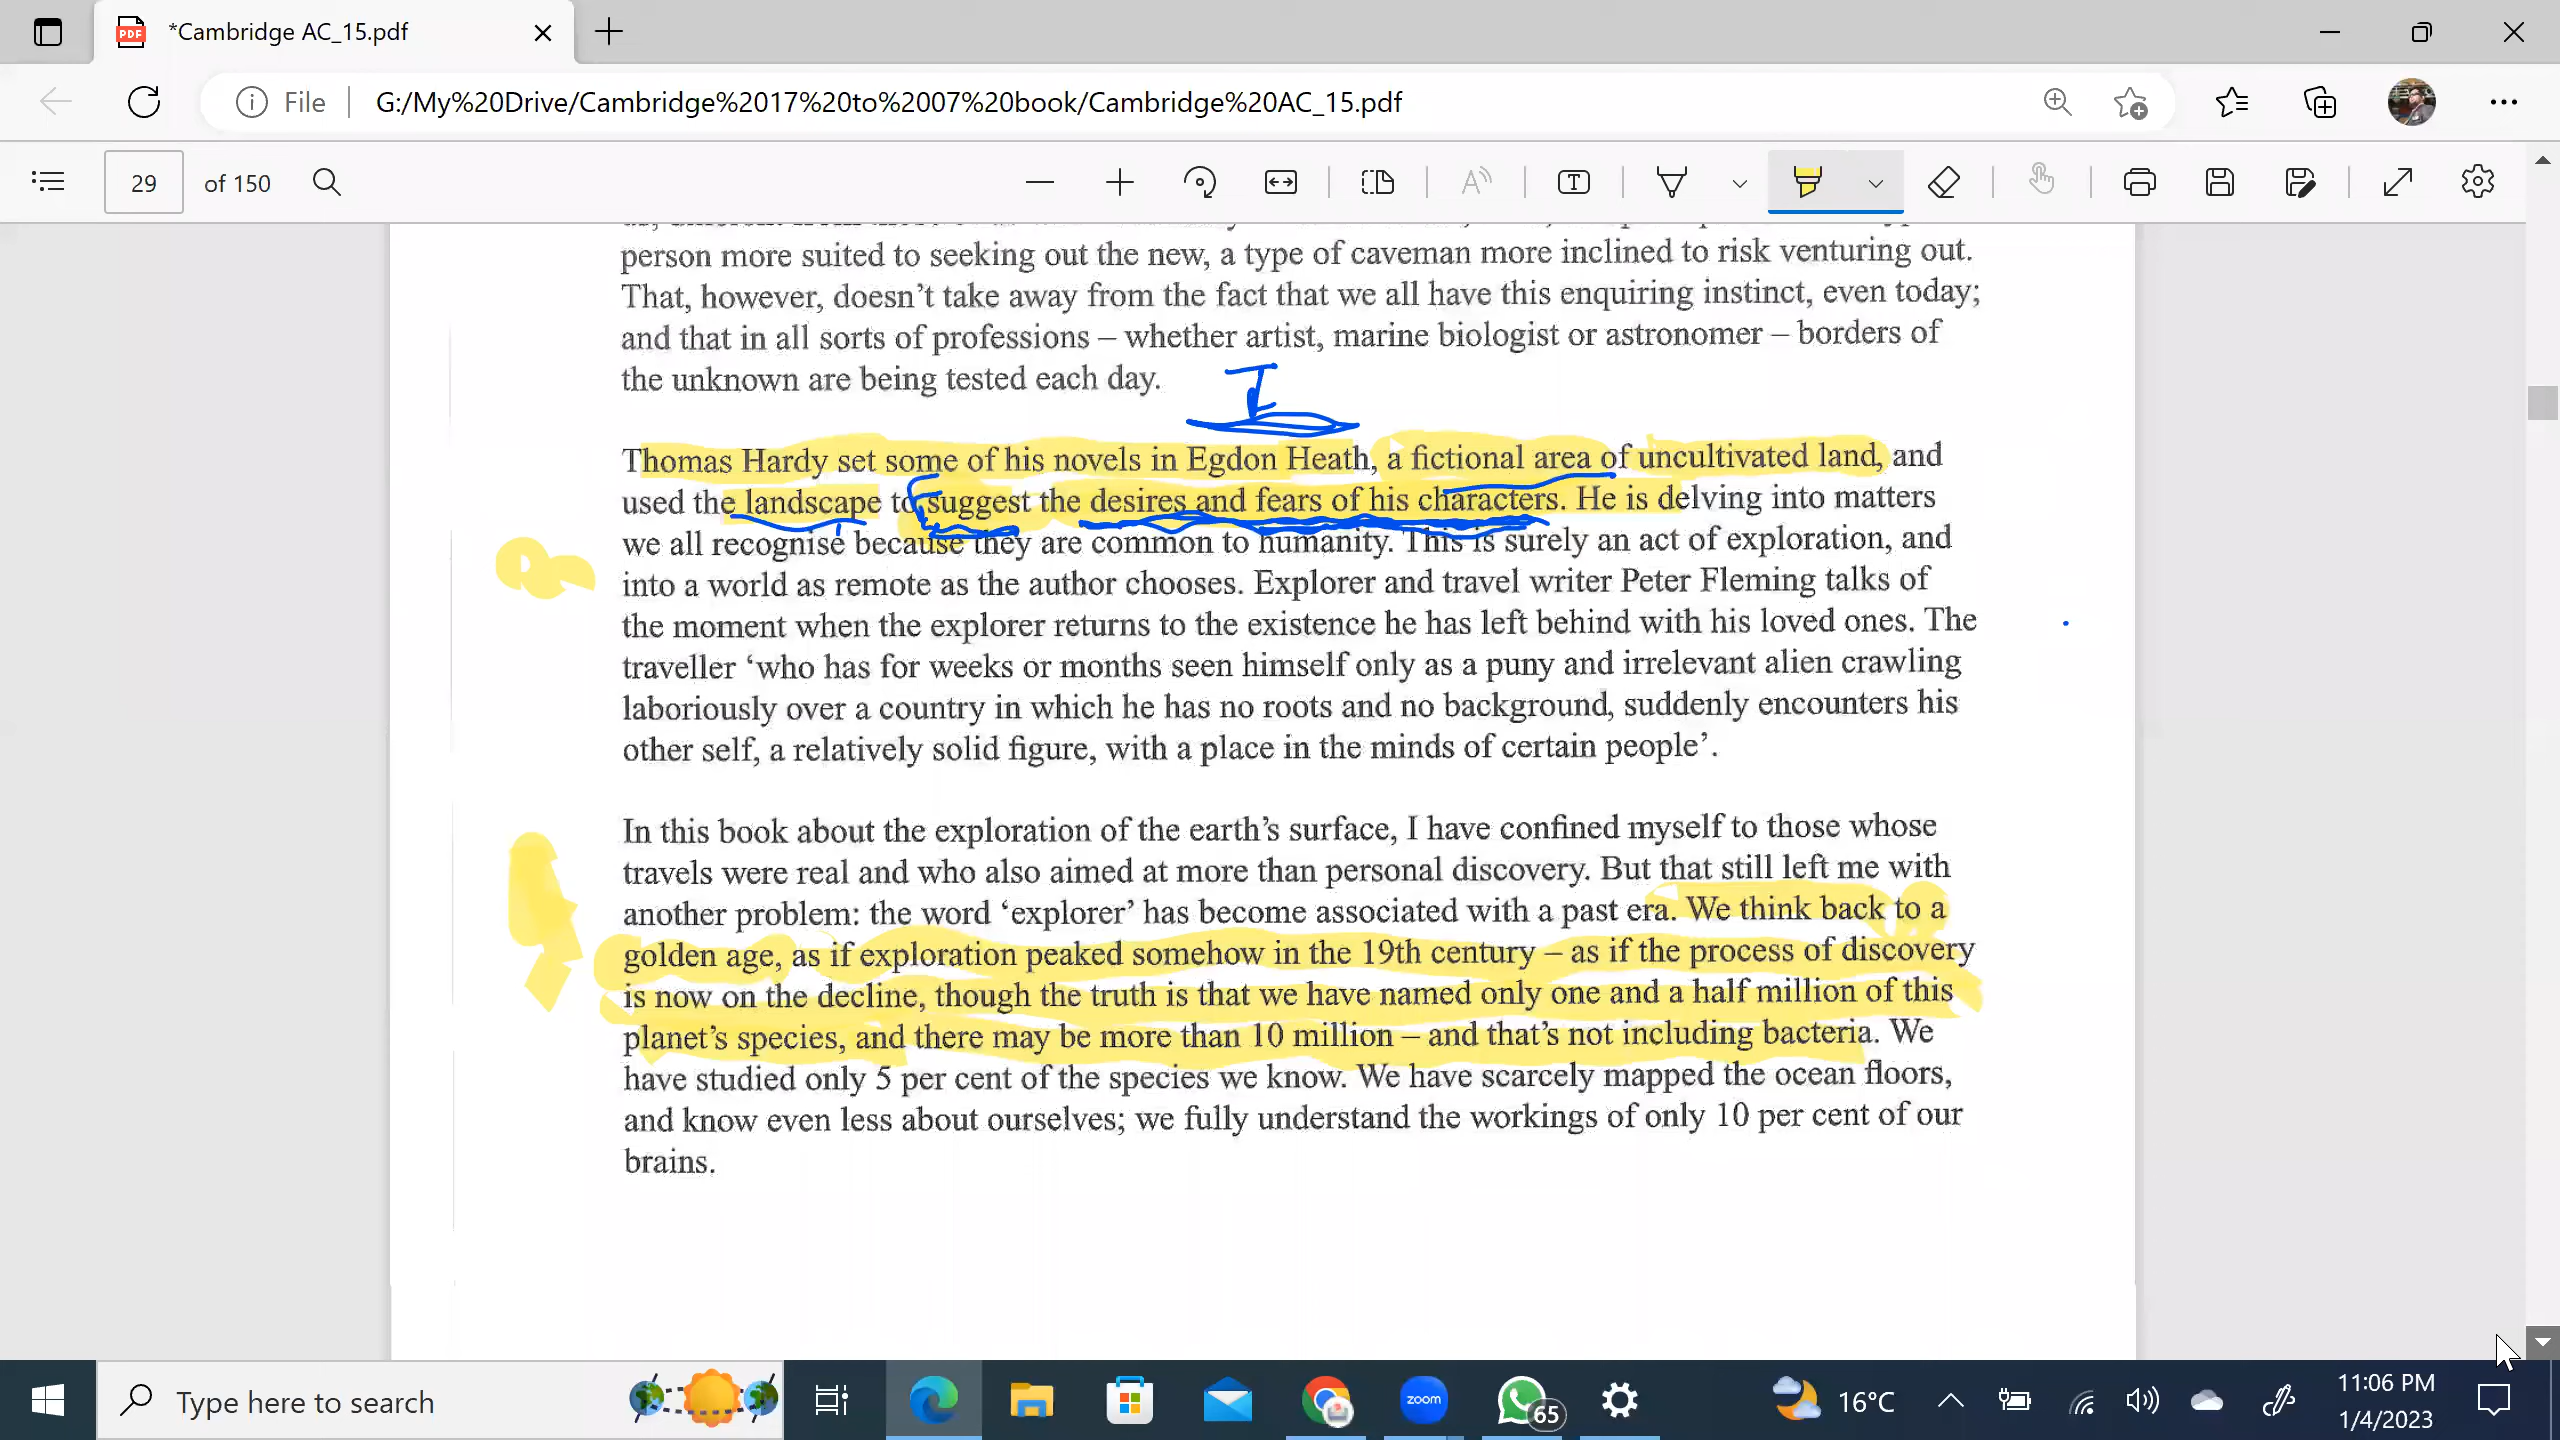 *Cambridge AC_15.pdf
File
G:/My%20Drive/Cambridge%2017%20to%2007%20book/Cambridge%20AC_15.pdf
29 of 150
person more suited to seeking out the new, a type of caveman more inclined to risk venturing out.
That, however, doesn't take away from the fact that we all have this enquiring instinct, even today;
and that in all sorts of professions – whether artist, marine biologist or astronomer – borders of
the unknown are being tested each day.
Thomas Hardy set some of his novels in Egdon Heath, a fictional area of uncultivated land, and
used the landscape to suggest the desires and fears of his characters. He is delving into matters
we all recognise because they are common to humanity. This is surely an act of exploration, and
into a world as remote as the author chooses. Explorer and travel writer Peter Fleming talks of
the moment when the explorer returns to the existence he has left behind with his loved ones. The
traveller ‘who has for weeks or months seen himself only as a puny and irrelevant alien crawling
laboriously over a country in which he has no roots and no background, suddenly encounters his
other self, a relatively solid figure, with a place in the minds of certain people’.
In this book about the exploration of the earth's surface, I have confined myself to those whose
travels were real and who also aimed at more than personal discovery. But that still left me with
another problem: the word ‘explorer’ has become associated with a past era. We think back to a
golden age, as if exploration peaked somehow in the 19th century – as if the process of discovery
is now on the decline, though the truth is that we have named only one and a half million of this
planet's species, and there may be more than 10 million – and that's not including bacteria. We
have studied only 5 per cent of the species we know. We have scarcely mapped the ocean floors,
and know even less about ourselves; we fully understand the workings of only 10 per cent of our
brains.
Type here to search
zoom
65
16°C
11:06 PM
1/4/2023